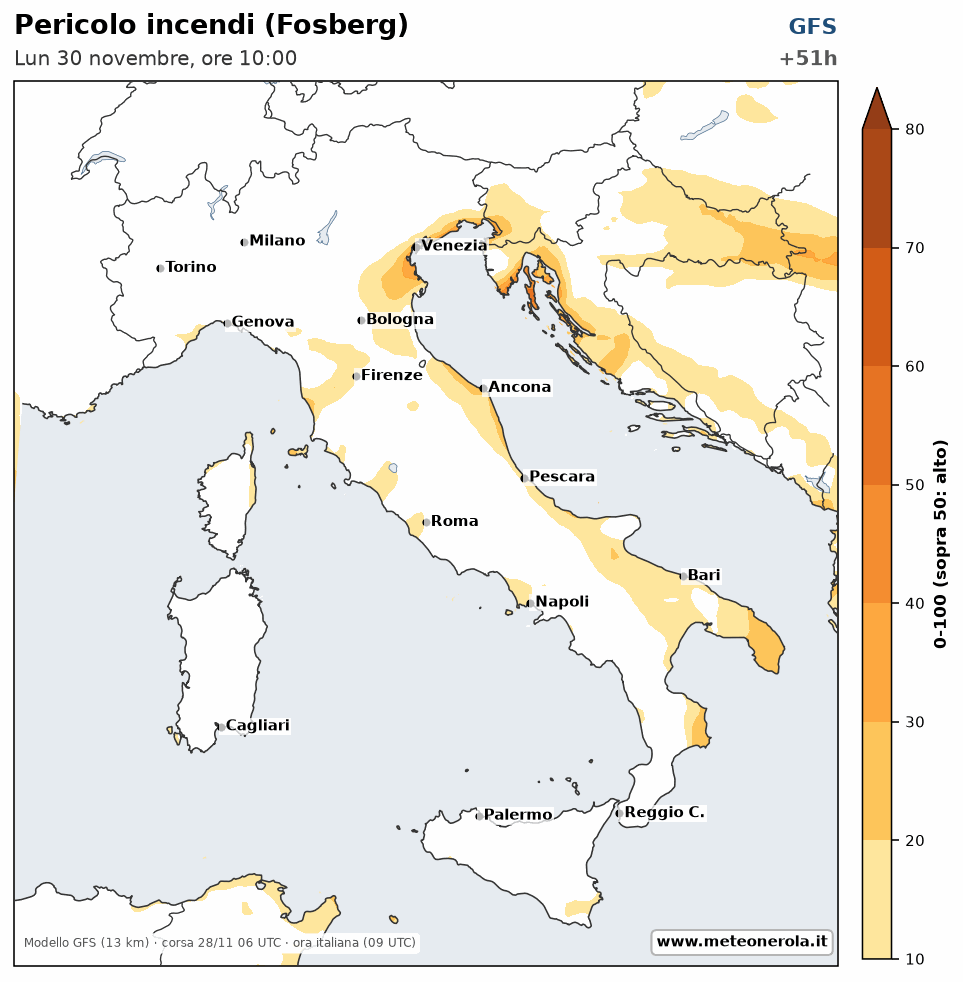 Pericolo incendi (Fosberg)
GFS
Lun 30 novembre, ore 10:00
+51h
80
70
60
50
40
30
20
10
0-100 (sopra 50: alto)
Milano
Venezia
Torino
Genova
Bologna
Firenze
Ancona
Pescara
Roma
Bari
Napoli
Cagliari
Palermo
Reggio C.
Modello GFS (13 km) · corsa 28/11 06 UTC · ora italiana (09 UTC)
www.meteonerola.it